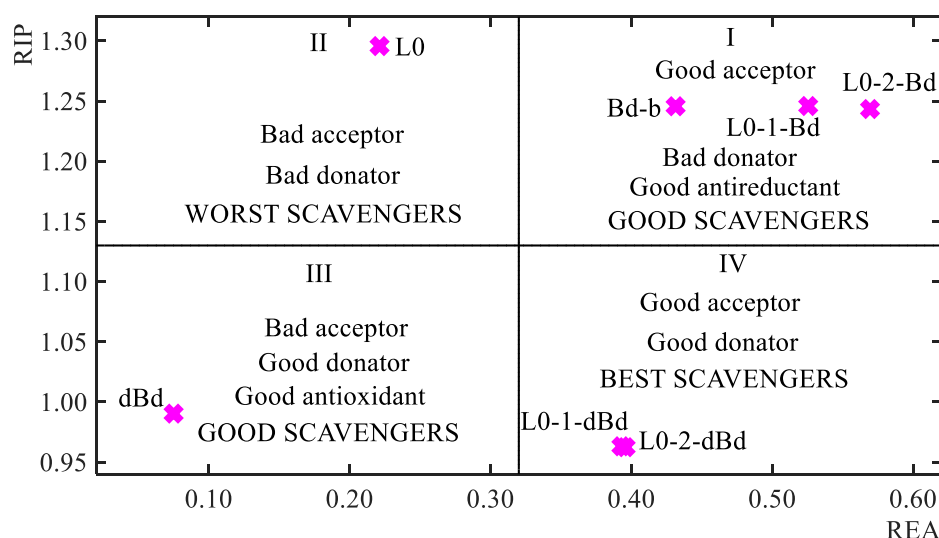 RIP
1.30
1.25
1.20
1.15
1.10
1.05
1.00
0.95
II
L0
Bad acceptor
Bad donator
WORST SCAVENGERS
I
Good acceptor
L0-2-Bd
Bd-b
L0-1-Bd
Bad donator
Good antireductant
GOOD SCAVENGERS
III
Bad acceptor
Good donator
dBd
Good antioxidant
GOOD SCAVENGERS
IV
Good acceptor
Good donator
BEST SCAVENGERS
L0-1-dBd
L0-2-dBd
0.10
0.20
0.30
0.40
0.50
0.60
REA